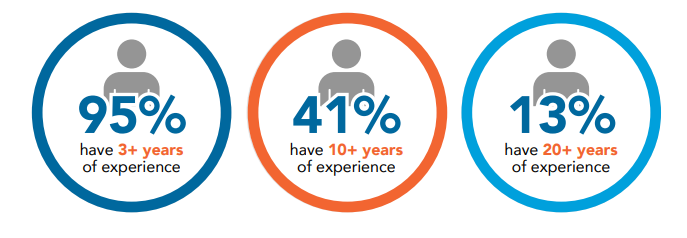 95%
have 3+ years
of experience
41%
have 10+ years
of experience
13%
have 20+ years
of experience